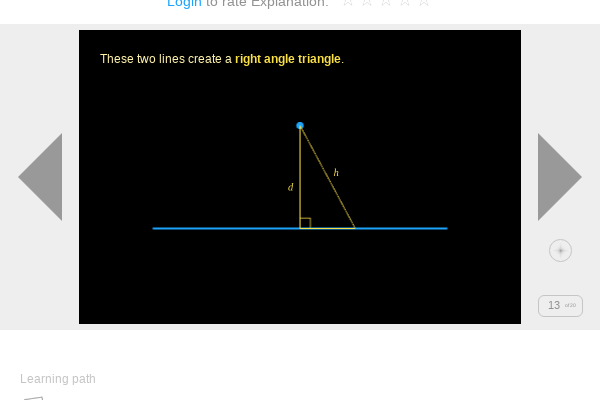 Login to rate Explanation:
These two lines create a right angle triangle.
h
d
13 of 20
Learning path